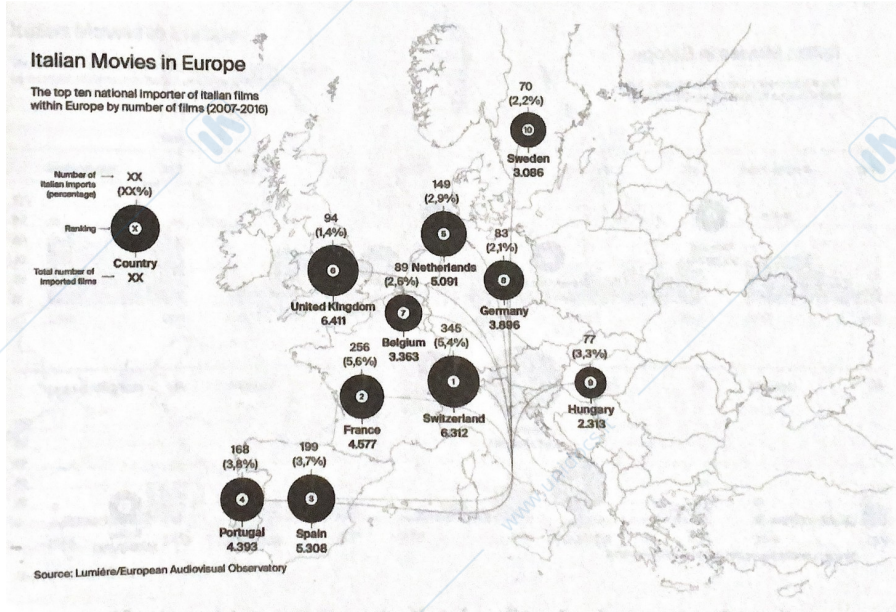 Italian Movies in Europe
The top ten national importer of Italian films
within Europe by number of films (2007-2016)
Number of
Italian Imports
(percentage)
XX
(XX%)
Ranking
X
Country
Total number of
imported films
XX
70
(2,2%)
10
Sweden
3.086
149
(2,9%)
5
Netherlands
5.091
94
(1,4%)
6
United Kingdom
6.411
83
(2,1%)
8
Germany
3.896
89
(2,6%)
7
Belgium
3.363
345
(5,4%)
1
Switzerland
6.312
256
(5,6%)
2
France
4.577
77
(3,3%)
9
Hungary
2.313
168
(3,8%)
4
Portugal
4.393
199
(3,7%)
3
Spain
5.308
Source: Lumiére/European Audiovisual Observatory